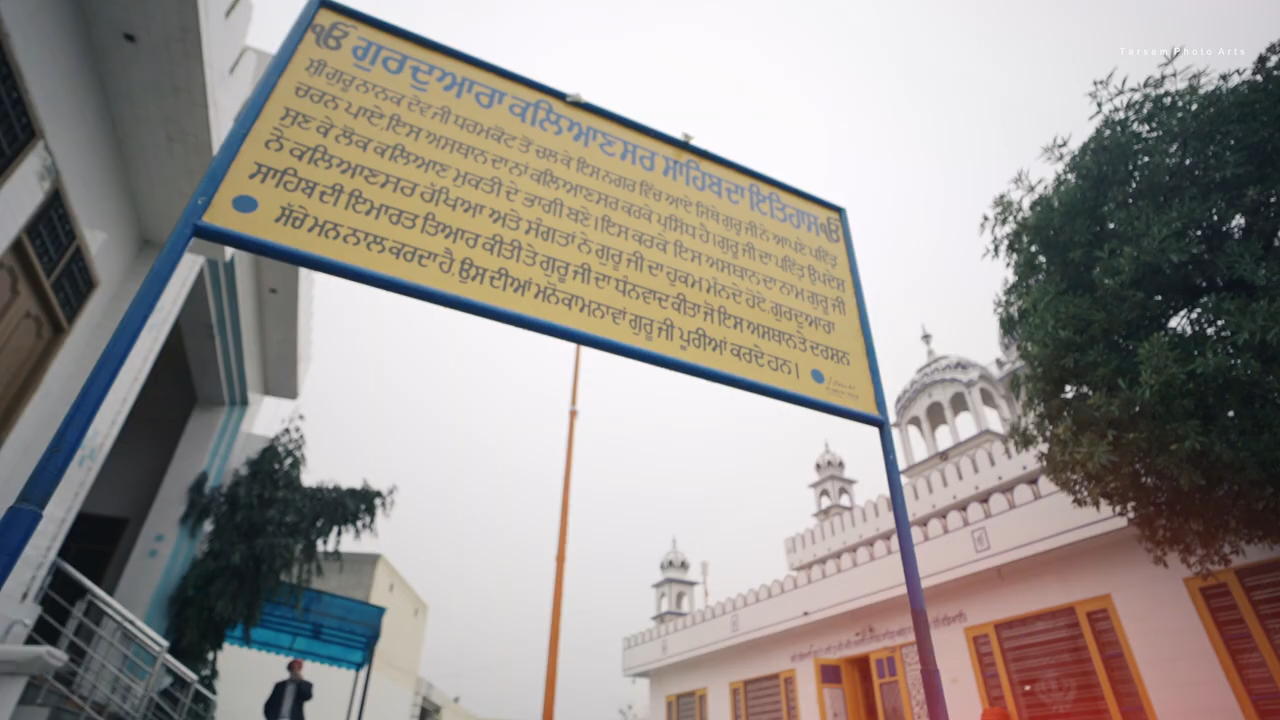 Tarsem Photo Arts
ੴ ਗੁਰਦੁਆਰਾ ਕਲਿਆਣਸਰ ਸਾਹਿਬ ਦਾ ਇਤਿਹਾਸ ੴ
ਸ਼੍ਰੀ ਗੁਰੂ ਨਾਨਕ ਦੇਵ ਜੀ ਧਰਮਕੋਟ ਤੋਂ ਚਲ ਕੇ ਇਸ ਨਗਰ ਵਿੱਚ ਆਏ ਜਿਥੇ ਗੁਰੂ ਜੀ ਨੇ ਆਪਣੇ ਪਵਿੱਤ੍ਰ
ਚਰਨ ਪਾਏ, ਇਸ ਅਸਥਾਨ ਦਾ ਨਾਂ ਕਲਿਆਣਸਰ ਕਰਕੇ ਪ੍ਰਸਿੱਧ ਹੈ। ਗੁਰੂ ਜੀ ਦਾ ਪਵਿੱਤ੍ਰ ਉਪਦੇਸ਼
ਸੁਣ ਕੇ ਲੋਕ ਕਲਿਆਣ ਮੁਕਤੀ ਦੇ ਭਾਗੀ ਬਣੇ। ਇਸ ਕਰਕੇ ਇਸ ਅਸਥਾਨ ਦਾ ਨਾਮ ਗੁਰੂ ਜੀ
ਨੇ ਕਲਿਆਣਸਰ ਰੱਖਿਆ ਅਤੇ ਸੰਗਤਾਂ ਨੇ ਗੁਰੂ ਜੀ ਦਾ ਹੁਕਮ ਮੰਨਦੇ ਹੋਏ, ਗੁਰਦੁਆਰਾ
ਸਾਹਿਬ ਦੀ ਇਮਾਰਤ ਤਿਆਰ ਕੀਤੀ ਤੇ ਗੁਰੂ ਜੀ ਦਾ ਧੰਨਵਾਦ ਕੀਤਾ ਜੋ ਇਸ ਅਸਥਾਨ ਤੇ ਦਰਸ਼ਨ
ਸੱਚੇ ਮਨ ਨਾਲ ਕਰਦਾ ਹੈ, ਉਸ ਦੀਆਂ ਮਨੋਕਾਮਨਾਵਾਂ ਗੁਰੂ ਜੀ ਪੂਰੀਆਂ ਕਰਦੇ ਹਨ।